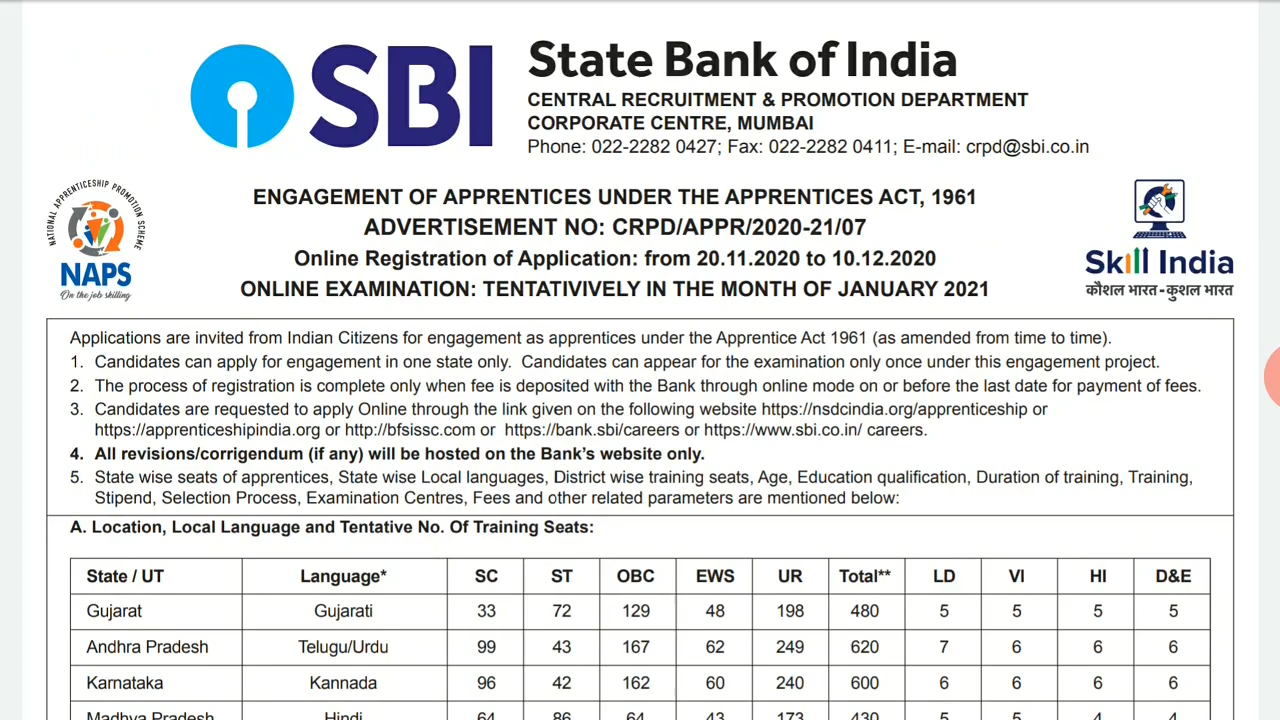 SBI
State Bank of India
CENTRAL RECRUITMENT & PROMOTION DEPARTMENT
CORPORATE CENTRE, MUMBAI
Phone: 022-2282 0427; Fax: 022-2282 0411; E-mail: crpd@sbi.co.in
NATIONAL APPRENTICESHIP PROMOTION SCHEME
NAPS
On the job skilling
ENGAGEMENT OF APPRENTICES UNDER THE APPRENTICES ACT, 1961
ADVERTISEMENT NO: CRPD/APPR/2020-21/07
Online Registration of Application: from 20.11.2020 to 10.12.2020
ONLINE EXAMINATION: TENTATIVIVELY IN THE MONTH OF JANUARY 2021
Skill India
कौशल भारत-कुशल भारत
Applications are invited from Indian Citizens for engagement as apprentices under the Apprentice Act 1961 (as amended from time to time).
1. Candidates can apply for engagement in one state only. Candidates can appear for the examination only once under this engagement project.
2. The process of registration is complete only when fee is deposited with the Bank through online mode on or before the last date for payment of fees.
3. Candidates are requested to apply Online through the link given on the following website https://nsdcindia.org/apprenticeship or
https://apprenticeshipindia.org or http://bfsissc.com or https://bank.sbi/careers or https://www.sbi.co.in/ careers.
4. All revisions/corrigendum (if any) will be hosted on the Bank's website only.
5. State wise seats of apprentices, State wise Local languages, District wise training seats, Age, Education qualification, Duration of training, Training,
Stipend, Selection Process, Examination Centres, Fees and other related parameters are mentioned below:
A. Location, Local Language and Tentative No. Of Training Seats:
State / UT Language* SC ST OBC EWS UR Total** LD VI HI D&E
Gujarat Gujarati 33 72 129 48 198 480 5 5 5 5
Andhra Pradesh Telugu/Urdu 99 43 167 62 249 620 7 6 6 6
Karnataka Kannada 96 42 162 60 240 600 6 6 6 6
Madhya Pradesh Hindi 64 86 64 43 173 430 5 5 4 4